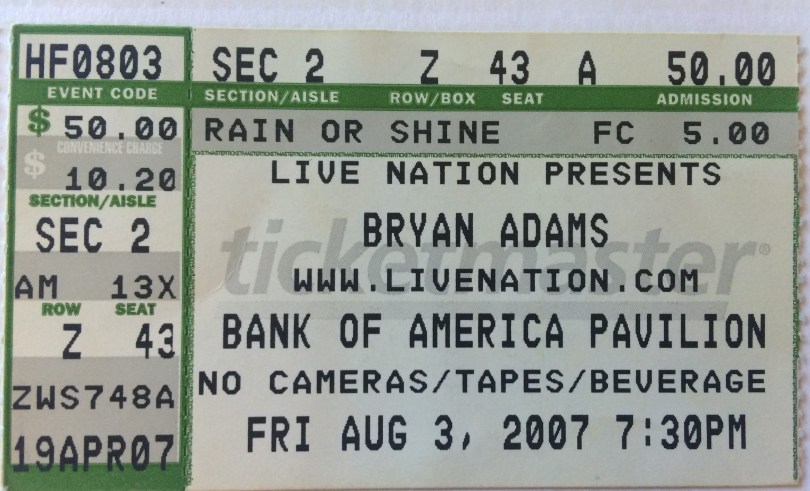 HF0803
EVENT CODE
$ 50.00
CONVENIENCE CHARGE
$ 10.20
SECTION/AISLE
SEC 2
AM 13X
ROW SEAT
Z 43
ZWS748A
19APR07
SEC 2 Z 43 A 50.00
SECTION/AISLE ROW/BOX SEAT ADMISSION
RAIN OR SHINE FC 5.00
LIVE NATION PRESENTS
BRYAN ADAMS
ticketmaster®
WWW.LIVENATION.COM
BANK OF AMERICA PAVILION
NO CAMERAS/TAPES/BEVERAGE
FRI AUG 3, 2007 7:30PM